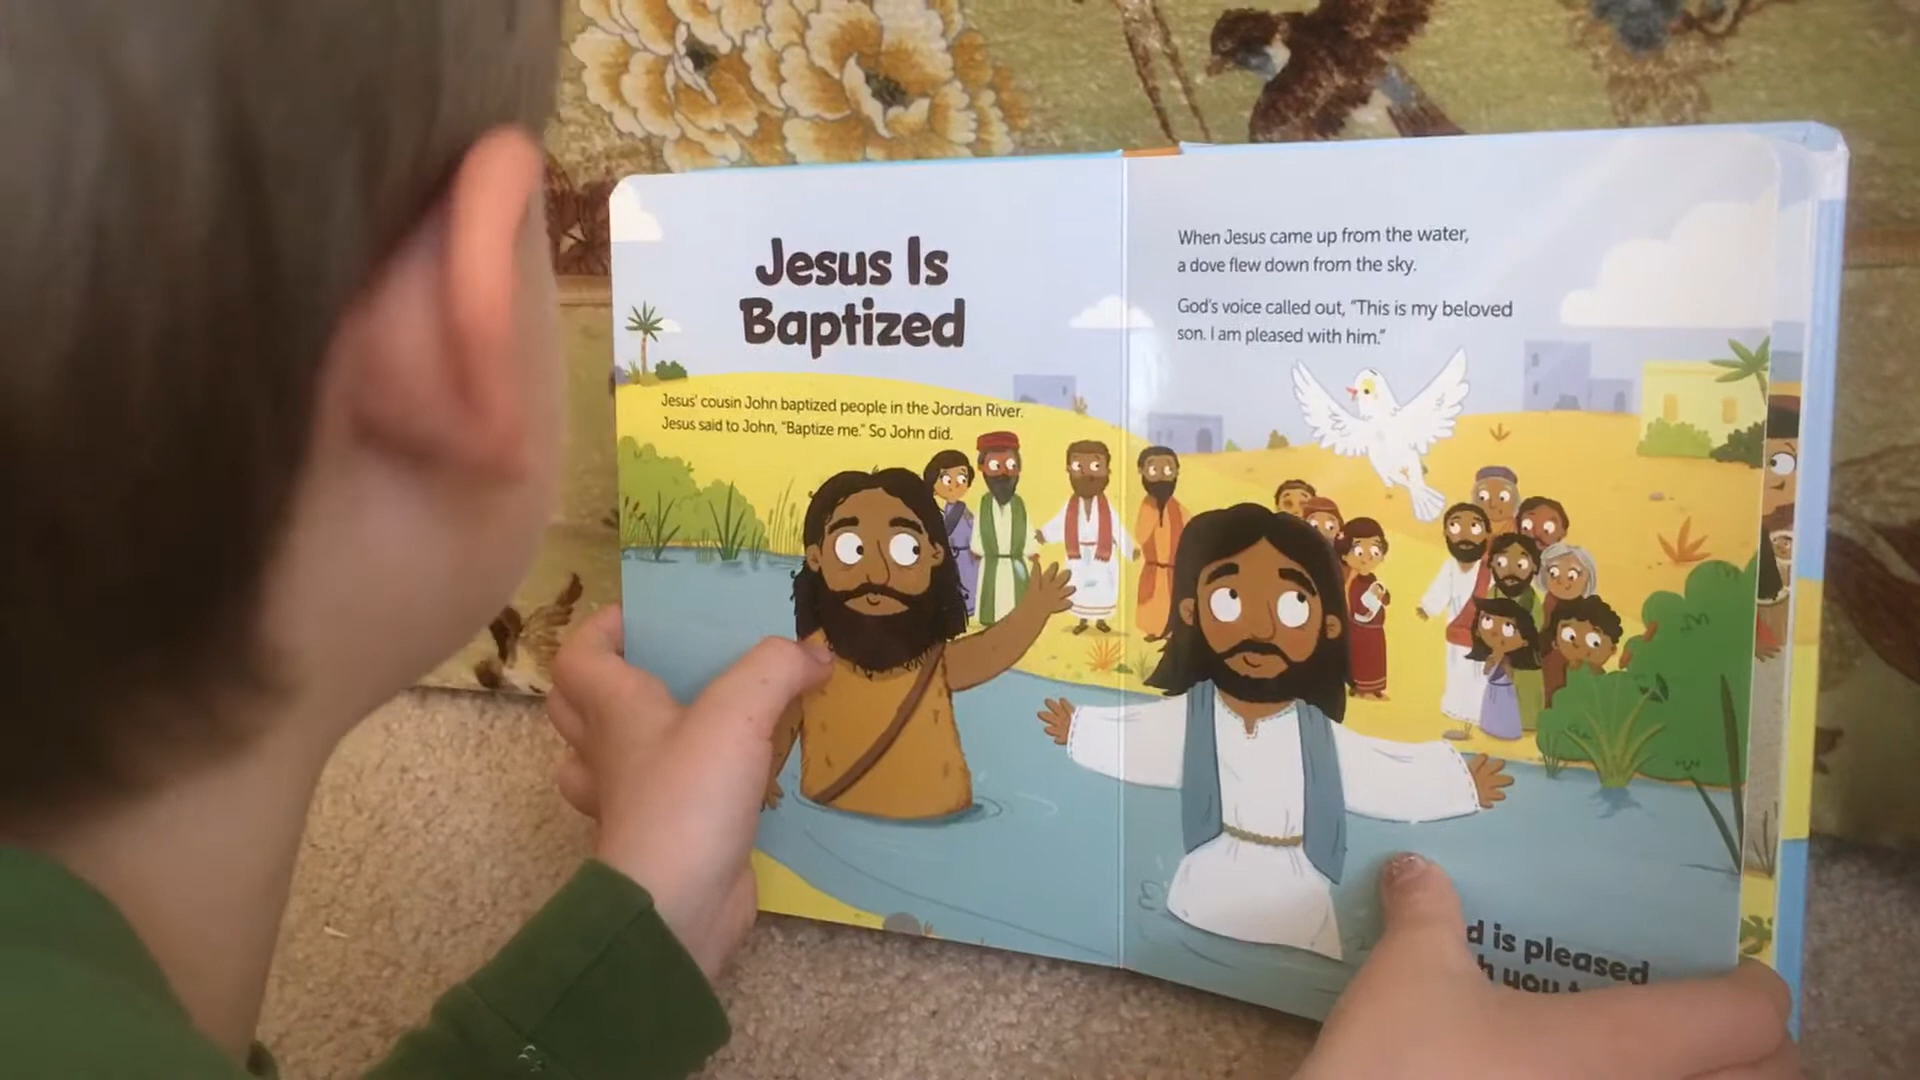 Jesus Is
Baptized
Jesus' cousin John baptized people in the Jordan River.
Jesus said to John, "Baptize me." So John did.
When Jesus came up from the water,
a dove flew down from the sky.
God's voice called out, "This is my beloved
son. I am pleased with him."
is pleased
you